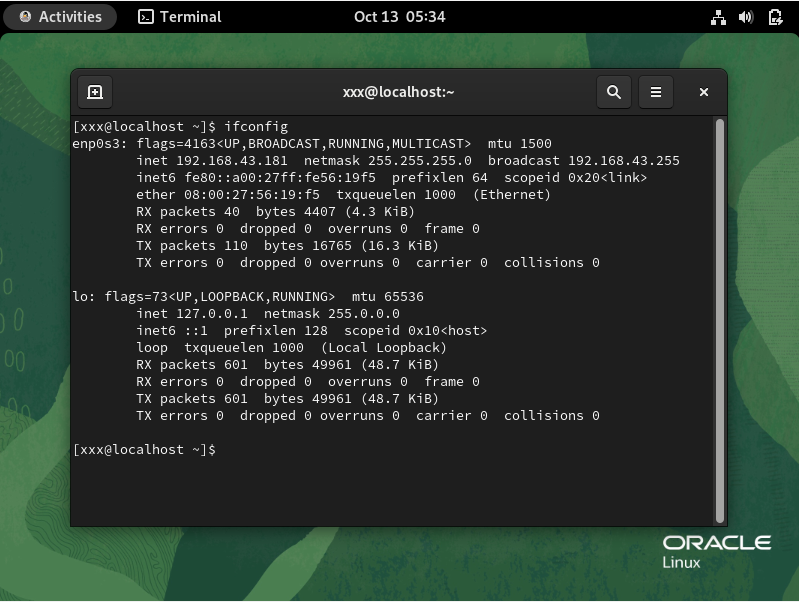 Activities Terminal Oct 13 05:34
xxx@localhost:~
[xxx@localhost ~]$ ifconfig
enp0s3: flags=4163<UP,BROADCAST,RUNNING,MULTICAST>  mtu 1500
        inet 192.168.43.181  netmask 255.255.255.0  broadcast 192.168.43.255
        inet6 fe80::a00:27ff:fe56:19f5  prefixlen 64  scopeid 0x20<link>
        ether 08:00:27:56:19:f5  txqueuelen 1000  (Ethernet)
        RX packets 40  bytes 4407 (4.3 KiB)
        RX errors 0  dropped 0  overruns 0  frame 0
        TX packets 110  bytes 16765 (16.3 KiB)
        TX errors 0  dropped 0 overruns 0  carrier 0  collisions 0

lo: flags=73<UP,LOOPBACK,RUNNING>  mtu 65536
        inet 127.0.0.1  netmask 255.0.0.0
        inet6 ::1  prefixlen 128  scopeid 0x10<host>
        loop  txqueuelen 1000  (Local Loopback)
        RX packets 601  bytes 49961 (48.7 KiB)
        RX errors 0  dropped 0  overruns 0  frame 0
        TX packets 601  bytes 49961 (48.7 KiB)
        TX errors 0  dropped 0 overruns 0  carrier 0  collisions 0

[xxx@localhost ~]$
ORACLE
Linux